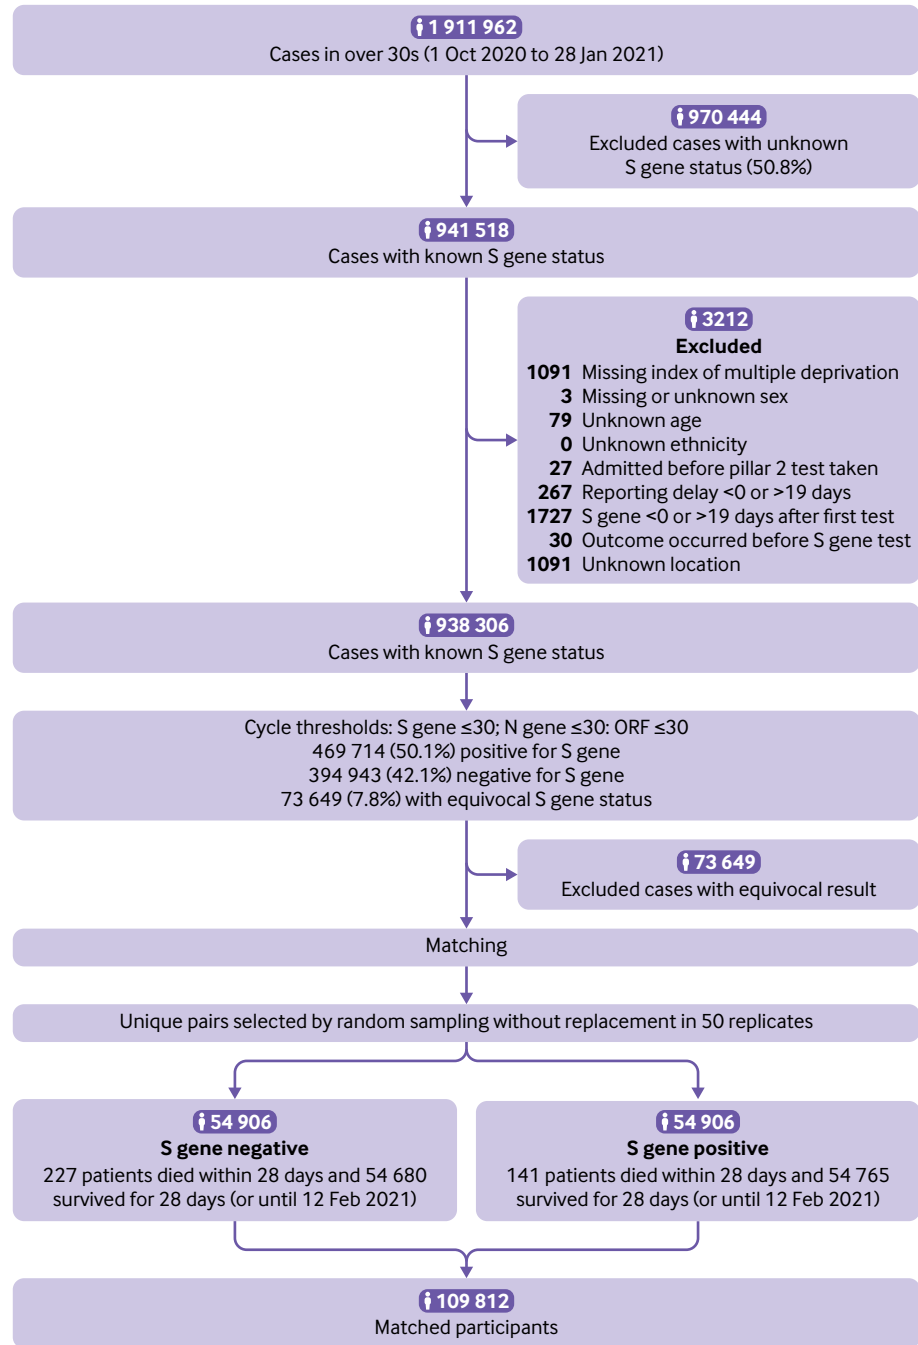 1 911 962
Cases in over 30s (1 Oct 2020 to 28 Jan 2021)
970 444
Excluded cases with unknown
S gene status (50.8%)
941 518
Cases with known S gene status
3212
Excluded
1091 Missing index of multiple deprivation
3 Missing or unknown sex
79 Unknown age
0 Unknown ethnicity
27 Admitted before pillar 2 test taken
267 Reporting delay <0 or >19 days
1727 S gene <0 or >19 days after first test
30 Outcome occurred before S gene test
1091 Unknown location
938 306
Cases with known S gene status
Cycle thresholds: S gene ≤30; N gene ≤30: ORF ≤30
469 714 (50.1%) positive for S gene
394 943 (42.1%) negative for S gene
73 649 (7.8%) with equivocal S gene status
73 649
Excluded cases with equivocal result
Matching
Unique pairs selected by random sampling without replacement in 50 replicates
54 906
S gene negative
227 patients died within 28 days and 54 680
survived for 28 days (or until 12 Feb 2021)
54 906
S gene positive
141 patients died within 28 days and 54 765
survived for 28 days (or until 12 Feb 2021)
109 812
Matched participants